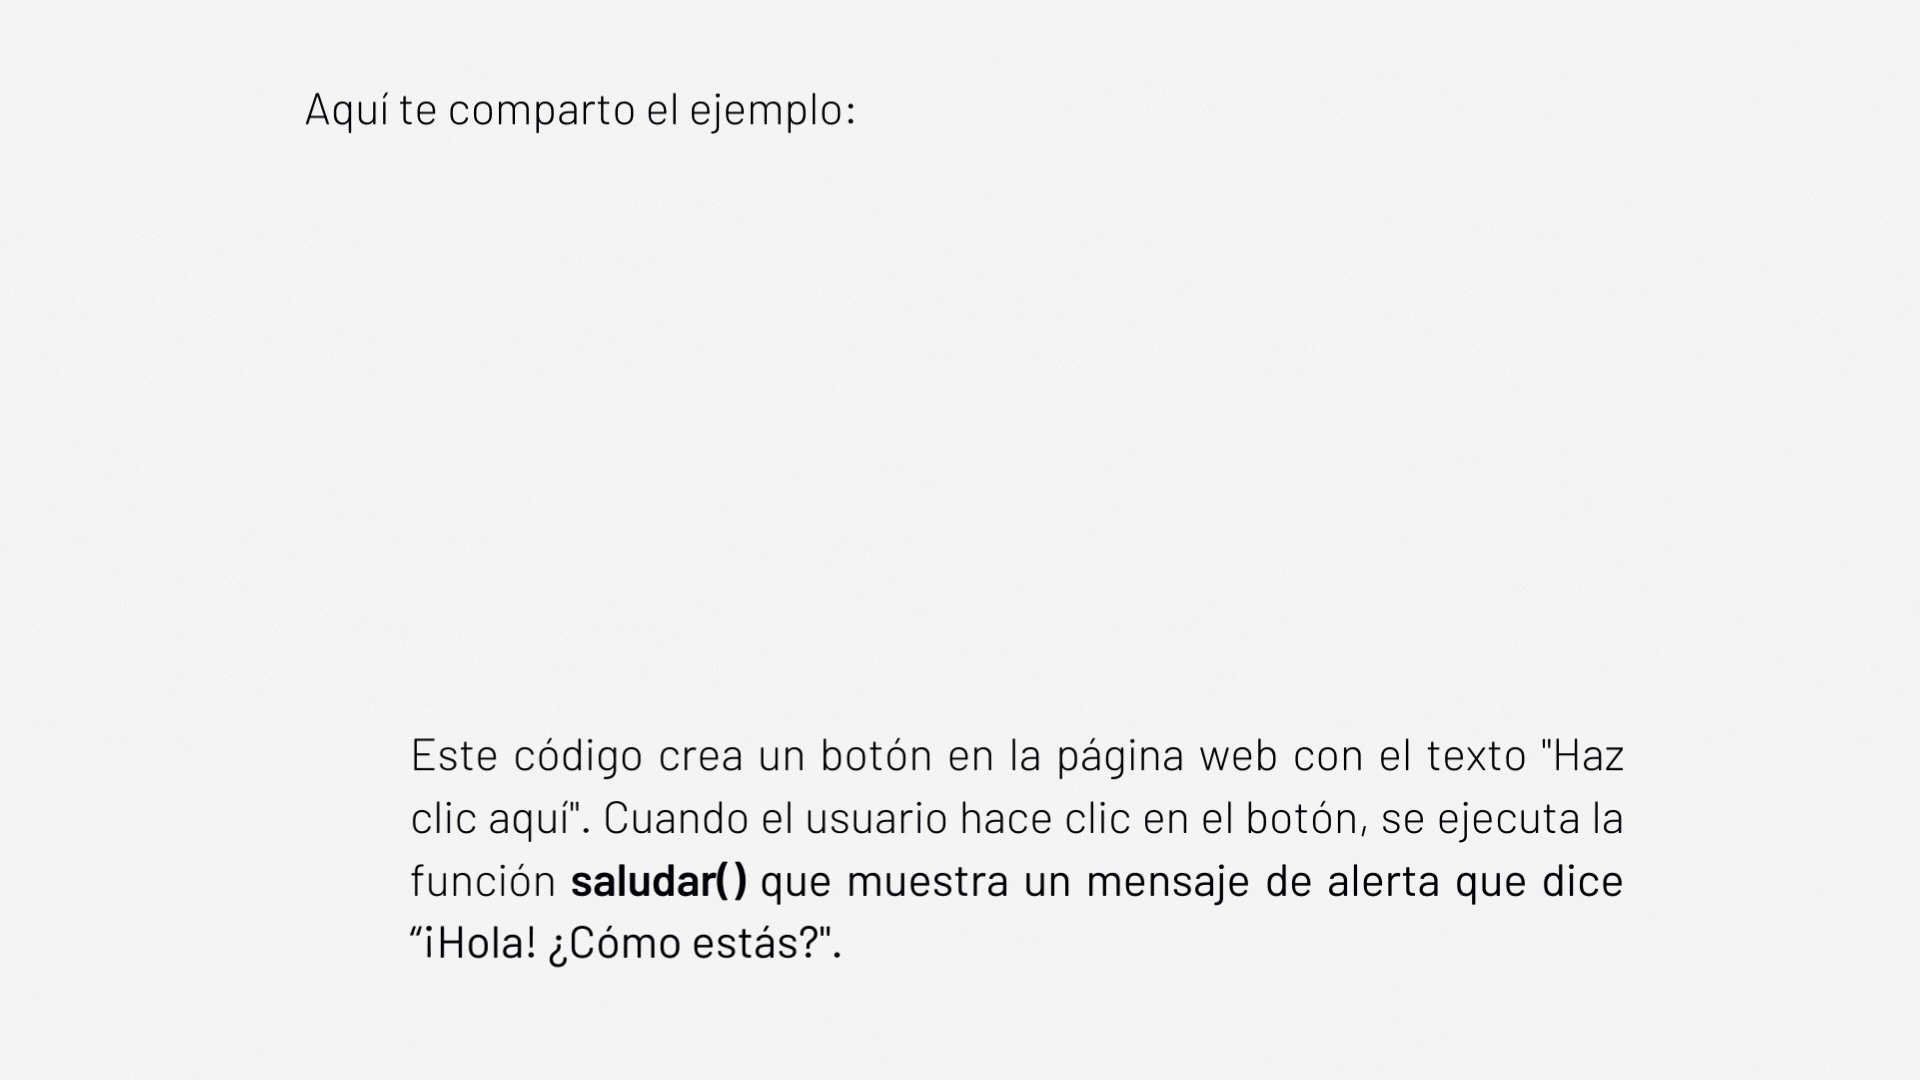 Aquí te comparto el ejemplo:
Este código crea un botón en la página web con el texto "Haz
clic aquí". Cuando el usuario hace clic en el botón, se ejecuta la
función saludar() que muestra un mensaje de alerta que dice
“¡Hola! ¿Cómo estás?".